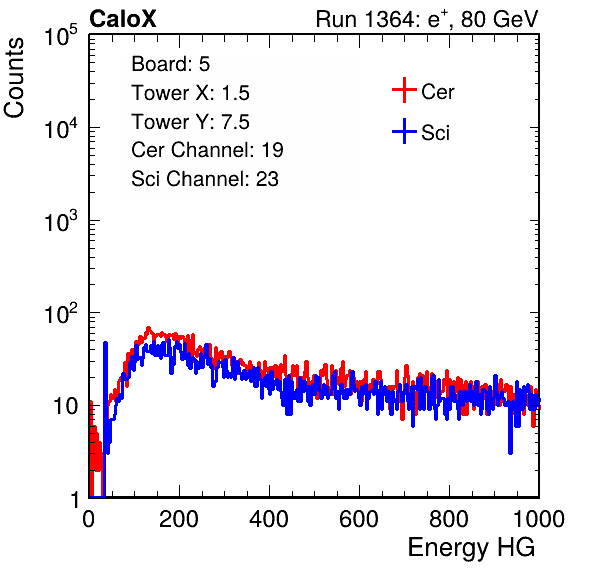 CaloX Run 1364: e⁺, 80 GeV
Counts
Board: 5
Tower X: 1.5
Tower Y: 7.5
Cer Channel: 19
Sci Channel: 23
Cer
Sci
10⁵
10⁴
10³
10²
10
1
0 200 400 600 800 1000
Energy HG